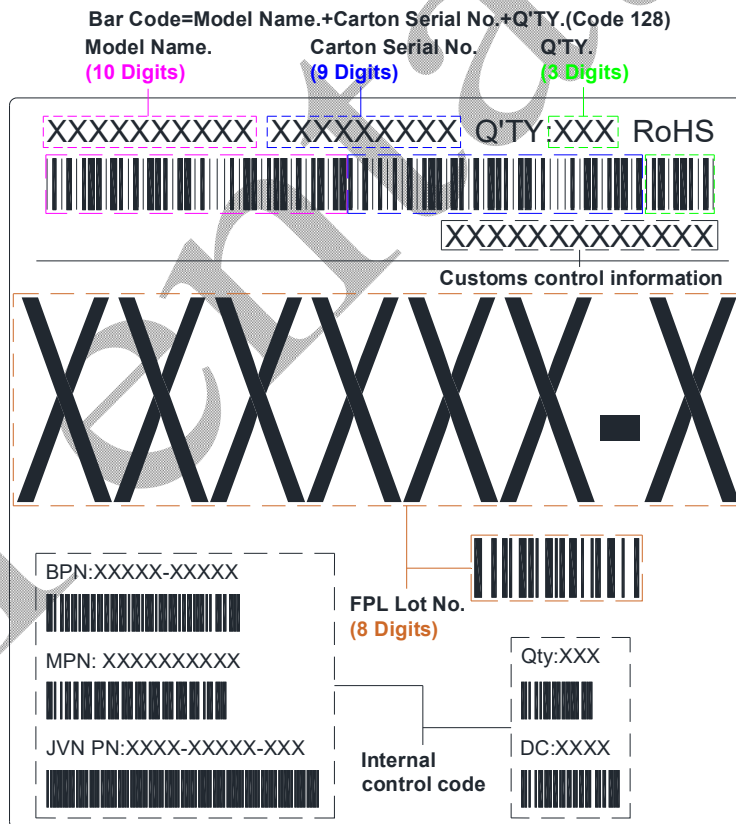 Bar Code=Model Name.+Carton Serial No.+Q'TY.(Code 128)
Model Name. Carton Serial No. Q'TY.
(10 Digits) (9 Digits) (3 Digits)
XXXXXXXXXX XXXXXXXXX Q'TY:XXX RoHS
XXXXXXXXXXXXX
Customs control information
XXXXXX-X
BPN:XXXXX-XXXXX
FPL Lot No.
(8 Digits)
MPN: XXXXXXXXXX
Qty:XXX
JVN PN:XXXX-XXXXX-XXX
Internal
control code
DC:XXXX